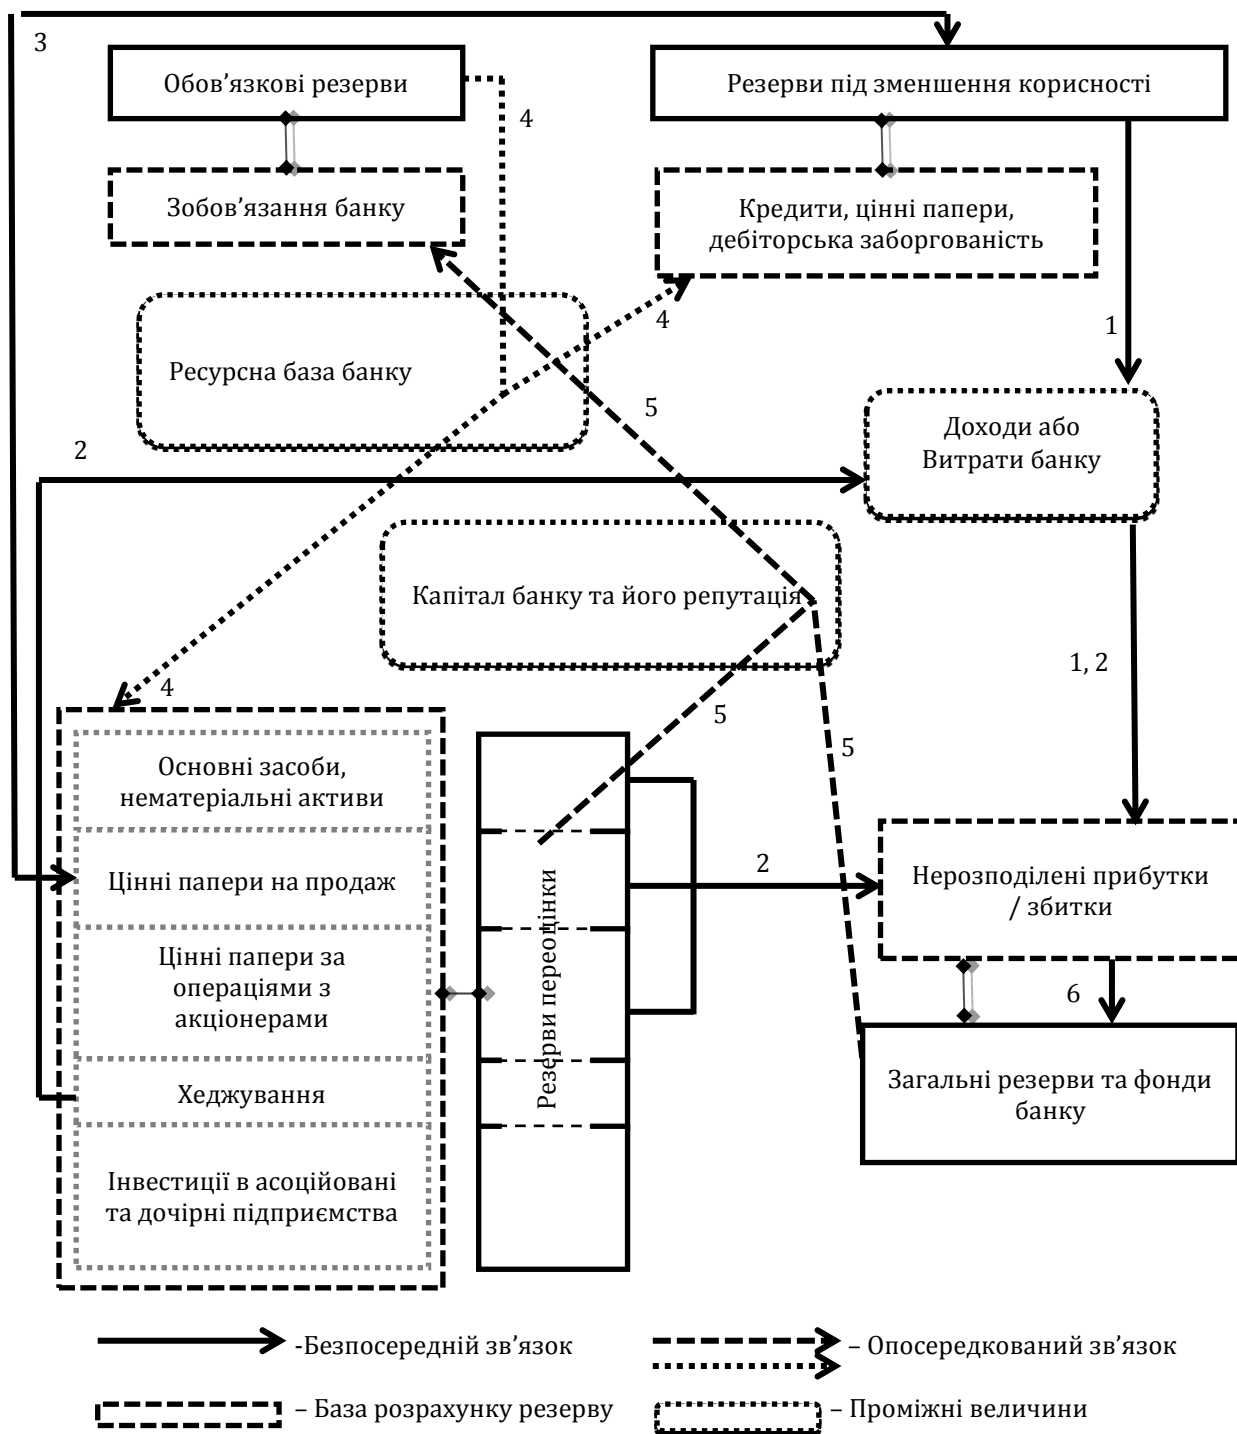 3
Обов’язкові резерви
Резерви під зменшення корисності
4
Зобов’язання банку
Кредити, цінні папери,
дебіторська заборгованість
4
1
Ресурсна база банку
5
Доходи або
Витрати банку
2
Капітал банку та його репутація
1, 2
4
5
5
Основні засоби,
нематеріальні активи
Цінні папери на продаж
Цінні папери за
операціями з
акціонерами
Хеджування
Інвестиції в асоційовані
та дочірні підприємства
Резерви переоцінки
2
Нерозподілені прибутки
/ збитки
6
Загальні резерви та фонди
банку
-Безпосередній зв’язок
– Опосередкований зв’язок
– База розрахунку резерву
– Проміжні величини